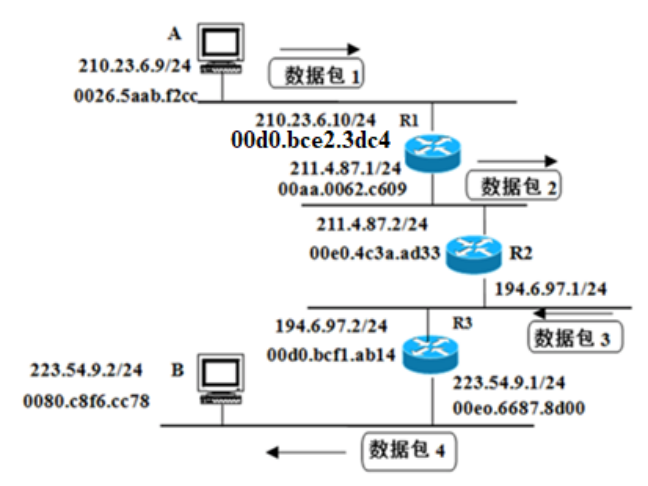 A
210.23.6.9/24
0026.5aab.f2cc
数据包 1
210.23.6.10/24 R1
00d0.bce2.3dc4
211.4.87.1/24
00aa.0062.c609
数据包 2
211.4.87.2/24
00e0.4c3a.ad33 R2
194.6.97.1/24
194.6.97.2/24 R3
数据包 3
00d0.bcf1.ab14
223.54.9.2/24 B
0080.c8f6.cc78
223.54.9.1/24
00eo.6687.8d00
数据包 4